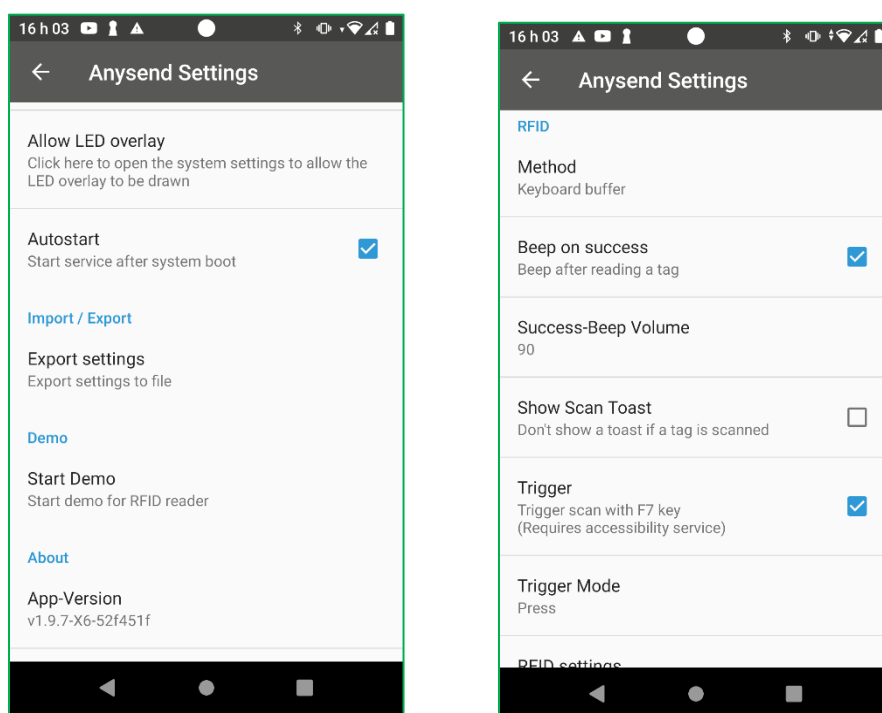 16 h 03
Anysend Settings
Allow LED overlay
Click here to open the system settings to allow the
LED overlay to be drawn
Autostart
Start service after system boot
Import / Export
Export settings
Export settings to file
Demo
Start Demo
Start demo for RFID reader
About
App-Version
v1.9.7-X6-52f451f
16 h 03
Anysend Settings
RFID
Method
Keyboard buffer
Beep on success
Beep after reading a tag
Success-Beep Volume
90
Show Scan Toast
Don't show a toast if a tag is scanned
Trigger
Trigger scan with F7 key
(Requires accessibility service)
Trigger Mode
Press
RFID settings